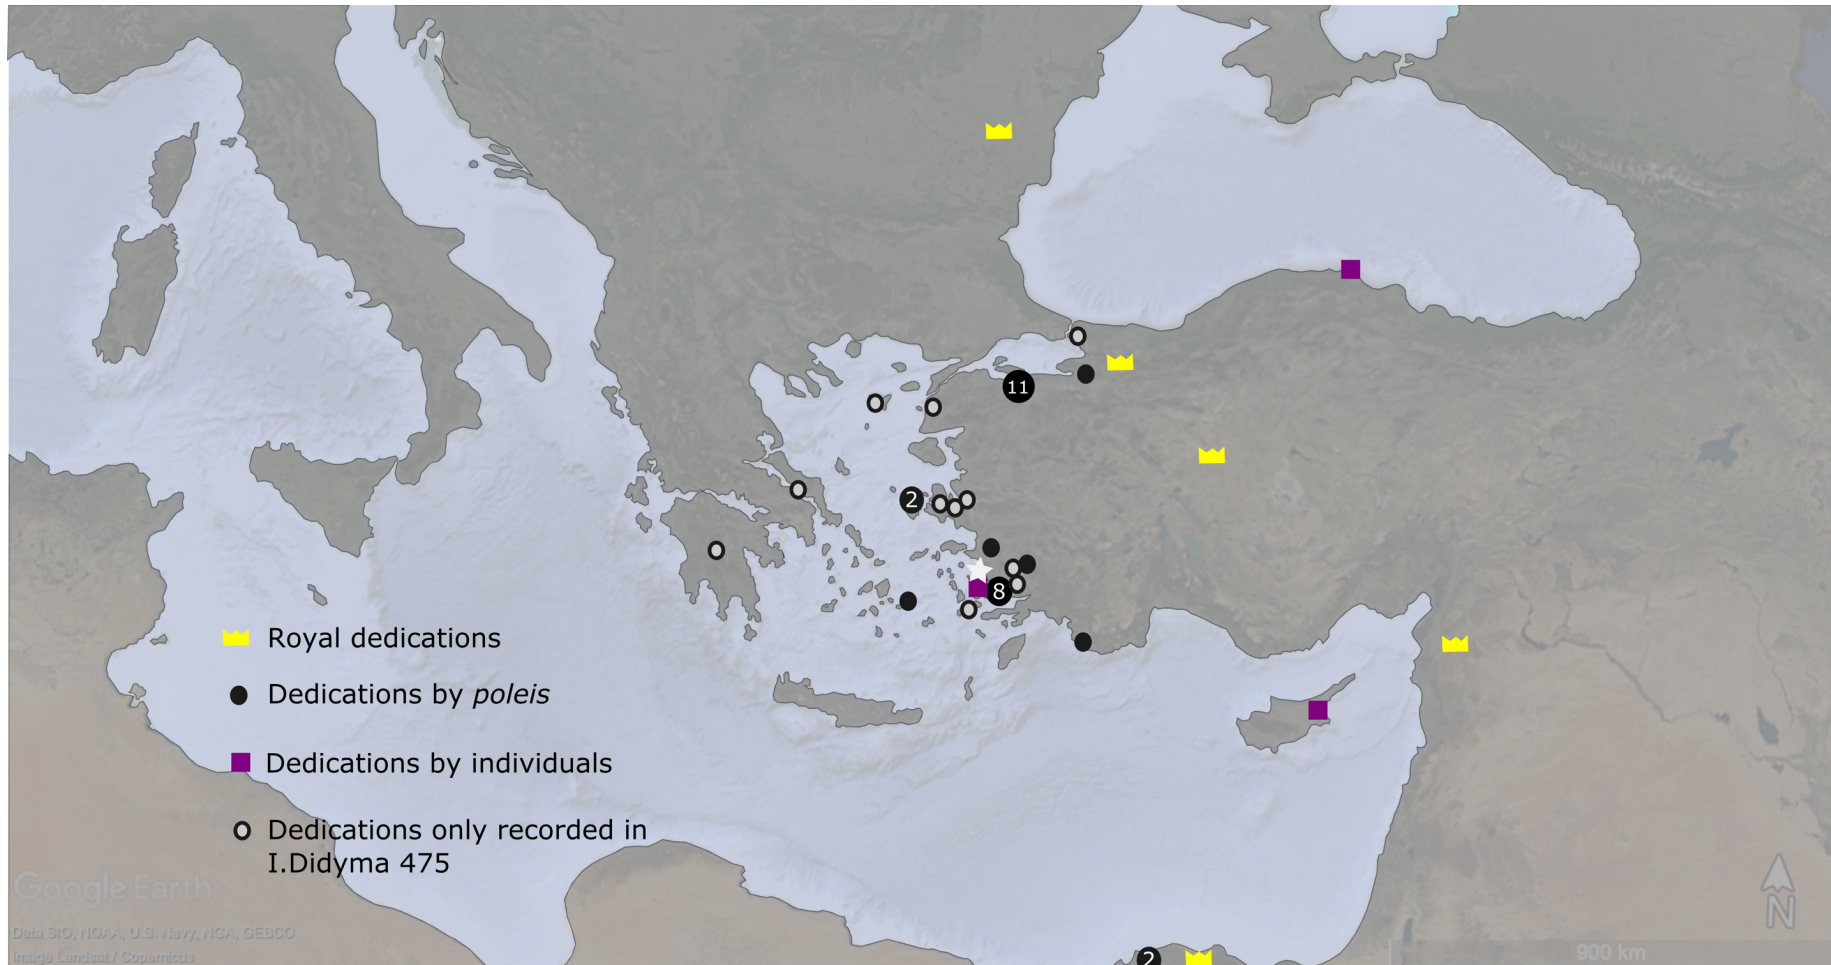 11
2
8
Royal dedications
Dedications by poleis
Dedications by individuals
Dedications only recorded in
I.Didyma 475
Google Earth
Data SIO, NOAA, U.S. Navy, NGA, GEBCO
Image Landsat / Copernicus
2
N
900 km